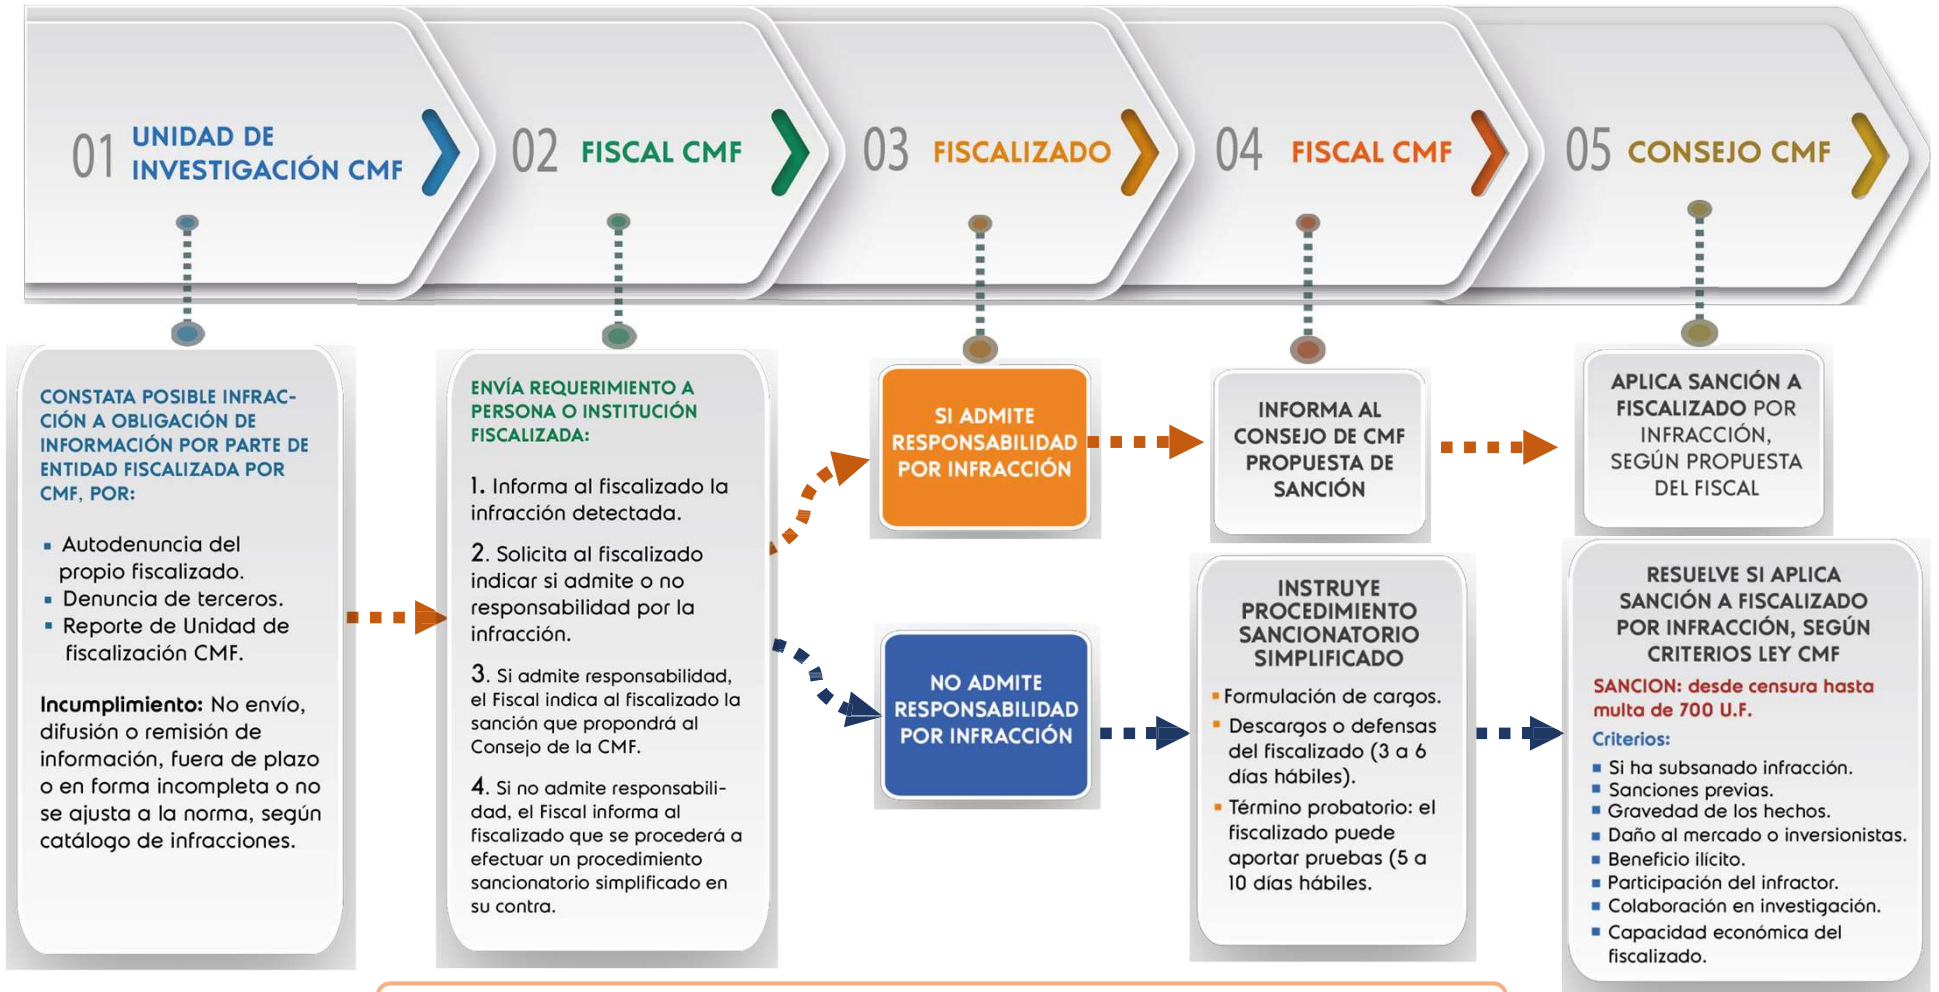 01 UNIDAD DE
INVESTIGACIÓN CMF
02 FISCAL CMF
03 FISCALIZADO
04 FISCAL CMF
05 CONSEJO CMF
CONSTATA POSIBLE INFRAC-
CIÓN A OBLIGACIÓN DE
INFORMACIÓN POR PARTE DE
ENTIDAD FISCALIZADA POR
CMF, POR:
▪ Autodenuncia del
propio fiscalizado.
▪ Denuncia de terceros.
▪ Reporte de Unidad de
fiscalización CMF.
Incumplimiento: No envío,
difusión o remisión de
información, fuera de plazo
o en forma incompleta o no
se ajusta a la norma, según
catálogo de infracciones.
ENVÍA REQUERIMIENTO A
PERSONA O INSTITUCIÓN
FISCALIZADA:
1. Informa al fiscalizado la
infracción detectada.
2. Solicita al fiscalizado
indicar si admite o no
responsabilidad por la
infracción.
3. Si admite responsabilidad,
el Fiscal indica al fiscalizado la
sanción que propondrá al
Consejo de la CMF.
4. Si no admite responsabili-
dad, el Fiscal informa al
fiscalizado que se procederá a
efectuar un procedimiento
sancionatorio simplificado en
su contra.
SI ADMITE
RESPONSABILIDAD
POR INFRACCIÓN
NO ADMITE
RESPONSABILIDAD
POR INFRACCIÓN
INFORMA AL
CONSEJO DE CMF
PROPUESTA DE
SANCIÓN
INSTRUYE
PROCEDIMIENTO
SANCIONATORIO
SIMPLIFICADO
▪ Formulación de cargos.
▪ Descargos o defensas
del fiscalizado (3 a 6
días hábiles).
▪ Término probatorio: el
fiscalizado puede
aportar pruebas (5 a
10 días hábiles.
APLICA SANCIÓN A
FISCALIZADO POR
INFRACCIÓN,
SEGÚN PROPUESTA
DEL FISCAL
RESUELVE SI APLICA
SANCIÓN A FISCALIZADO
POR INFRACCIÓN, SEGÚN
CRITERIOS LEY CMF
SANCION: desde censura hasta
multa de 700 U.F.
Criterios:
▪ Si ha subsanado infracción.
▪ Sanciones previas.
▪ Gravedad de los hechos.
▪ Daño al mercado o inversionistas.
▪ Beneficio ilícito.
▪ Participación del infractor.
▪ Colaboración en investigación.
▪ Capacidad económica del
fiscalizado.